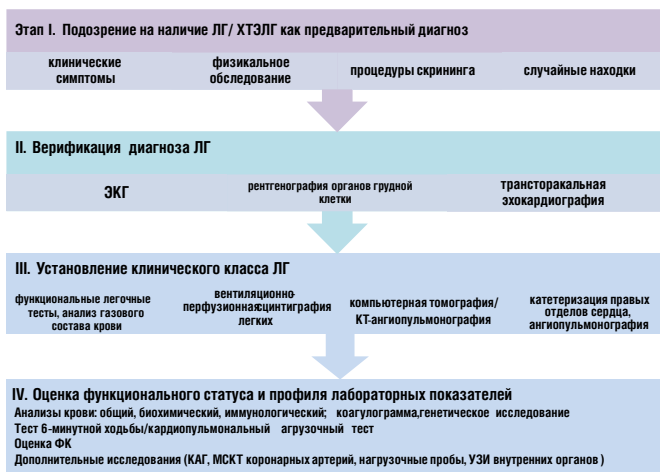 Этап I. Подозрение на наличие ЛГ/ ХТЭЛГ как предварительный диагноз
клинические
симптомы
физикальное
обследование
процедуры скрининга
случайные находки
II. Верификация диагноза ЛГ
ЭКГ
рентгенография органов грудной
клетки
трансторакальная
эхокардиография
III. Установление клинического класса ЛГ
функциональные легочные
тесты, анализ газового
состава крови
вентиляционно-
перфузионнаясцинтиграфия
легких
компьютерная томография/
КТ-ангиопульмонография
катетеризация правых
отделов сердца,
ангиопульмонография
IV. Оценка функционального статуса и профиля лабораторных показателей
Анализы крови: общий, биохимический, иммунологический; коагулограмма,генетическое исследование
Тест 6-минутной ходьбы/кардиопульмональный агрузочный тест
Оценка ФК
Дополнительные исследования (КАГ, МСКТ коронарных артерий, нагрузочные пробы, УЗИ внутренних органов )